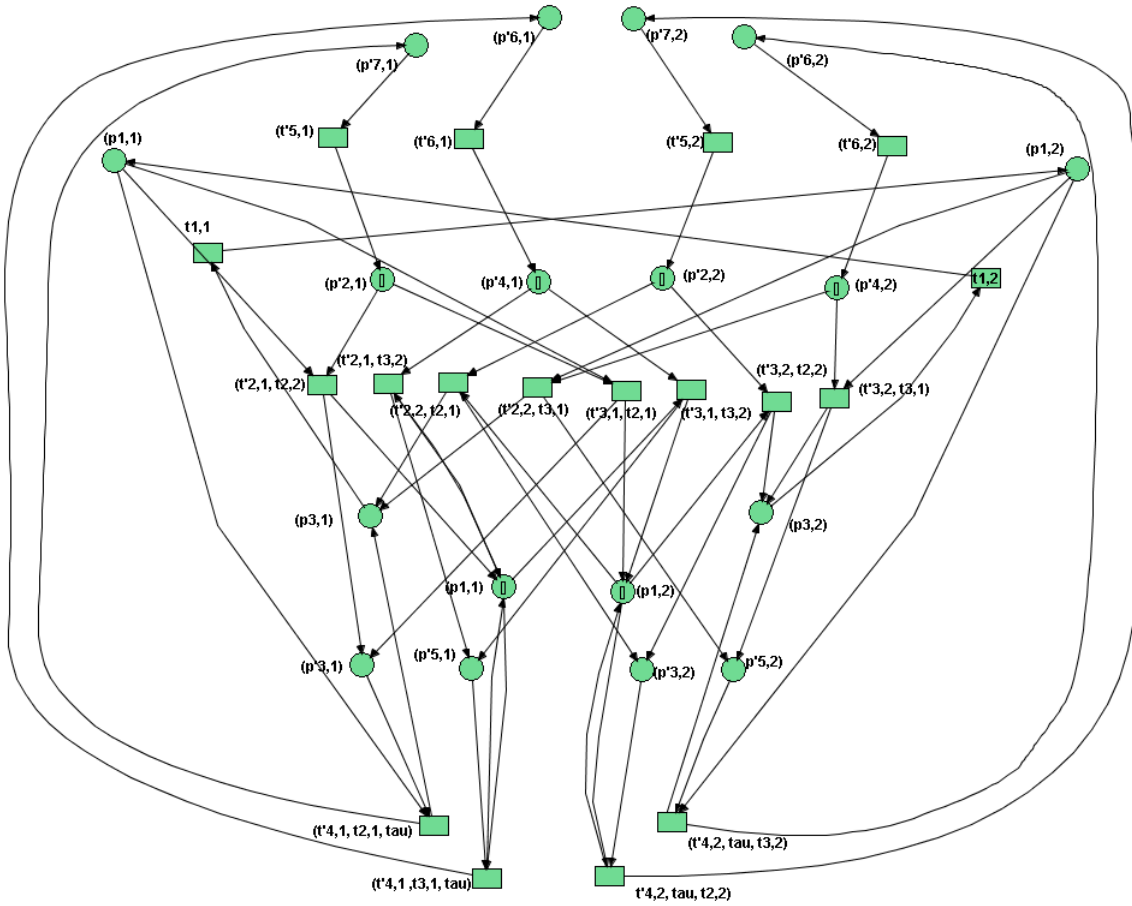 (p'6,1)
(p'7,2)
(p'7,1)
(p'6,2)
(t'5,1)
(t'6,1)
(t'5,2)
(t'6,2)
(p1,1)
(p1,2)
t1,1
(p'2,1)
(p'4,1)
(p'2,2)
(p'4,2)
t1,2
(t'2,1, t2,2)
(t'2,1, t3,2)
(t'2,2, t2,1)
(t'2,2, t3,1)
(t'3,1, t2,1)
(t'3,1, t3,2)
(t'3,2, t2,2)
(t'3,2, t3,1)
(p3,1)
(p3,2)
(p1,1)
(p1,2)
(p'3,1)
(p'5,1)
(p'3,2)
p'5,2)
(t'4,1, t2,1, tau)
(t'4,2, tau, t3,2)
(t'4,1 ,t3,1, tau)
t'4,2, tau, t2,2)